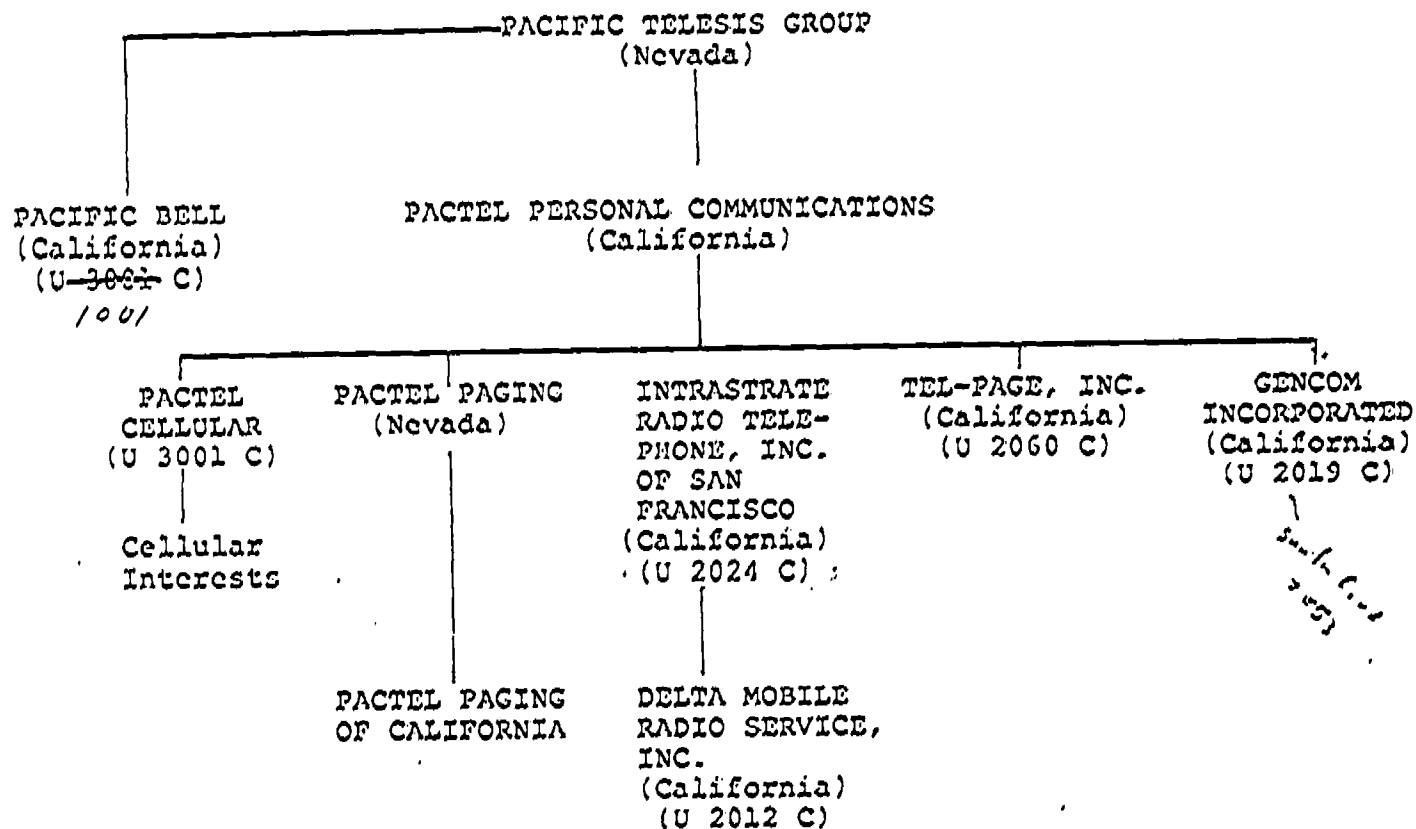 PACIFIC TELESIS GROUP
(Nevada)
PACIFIC BELL
(California)
(U 3001 C)
1001
PACTEL PERSONAL COMMUNICATIONS
(California)
PACTEL
CELLULAR
(U 3001 C)
Cellular
Interests
PACTEL PAGING
(Nevada)
PACTEL PAGING
OF CALIFORNIA
INTRASTRATE
RADIO TELE-
PHONE, INC.
OF SAN
FRANCISCO
(California)
(U 2024 C)
DELTA MOBILE
RADIO SERVICE,
INC.
(California)
(U 2012 C)
TEL-PAGE, INC.
(California)
(U 2060 C)
GENCOM
INCORPORATED
(California)
(U 2019 C)